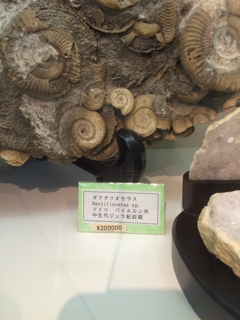 ダクチリオセラス
Dactilioceras sp.
ドイツ　バイエルン州
中生代ジュラ紀前期
¥200000